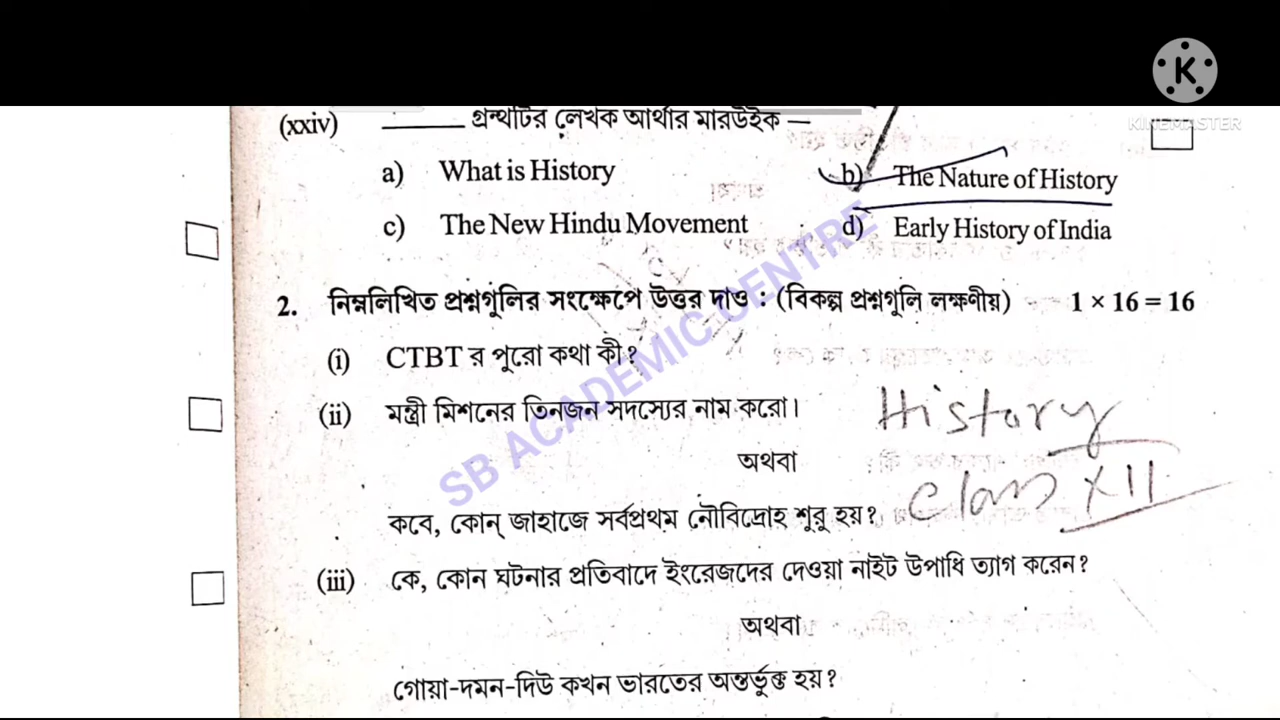 K
KINEMASTER
(xxiv) ______ গ্রন্থটির লেখক আর্থার মারউইক —
a) What is History b) The Nature of History
c) The New Hindu Movement d) Early History of India
2. নিম্নলিখিত প্রশ্নগুলির সংক্ষেপে উত্তর দাও : (বিকল্প প্রশ্নগুলি লক্ষণীয়) 1 × 16 = 16
(i) CTBT র পুরো কথা কী?
(ii) মন্ত্রী মিশনের তিনজন সদস্যের নাম করো।
অথবা
কবে, কোন্ জাহাজে সর্বপ্রথম নৌবিদ্রোহ শুরু হয়?
(iii) কে, কোন ঘটনার প্রতিবাদে ইংরেজদের দেওয়া নাইট উপাধি ত্যাগ করেন?
অথবা
গোয়া-দমন-দিউ কখন ভারতের অন্তর্ভুক্ত হয়?
History
Class XII
SB ACADEMIC CENTRE